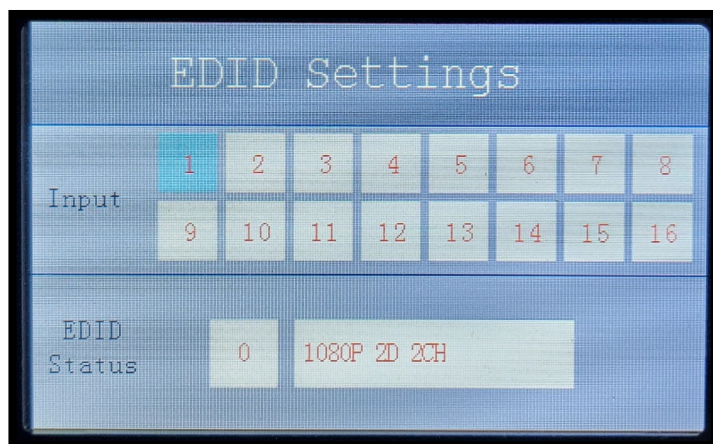 EDID Settings
1 2 3 4 5 6 7 8
Input
9 10 11 12 13 14 15 16
EDID
Status
0 1080P 2D 2CH